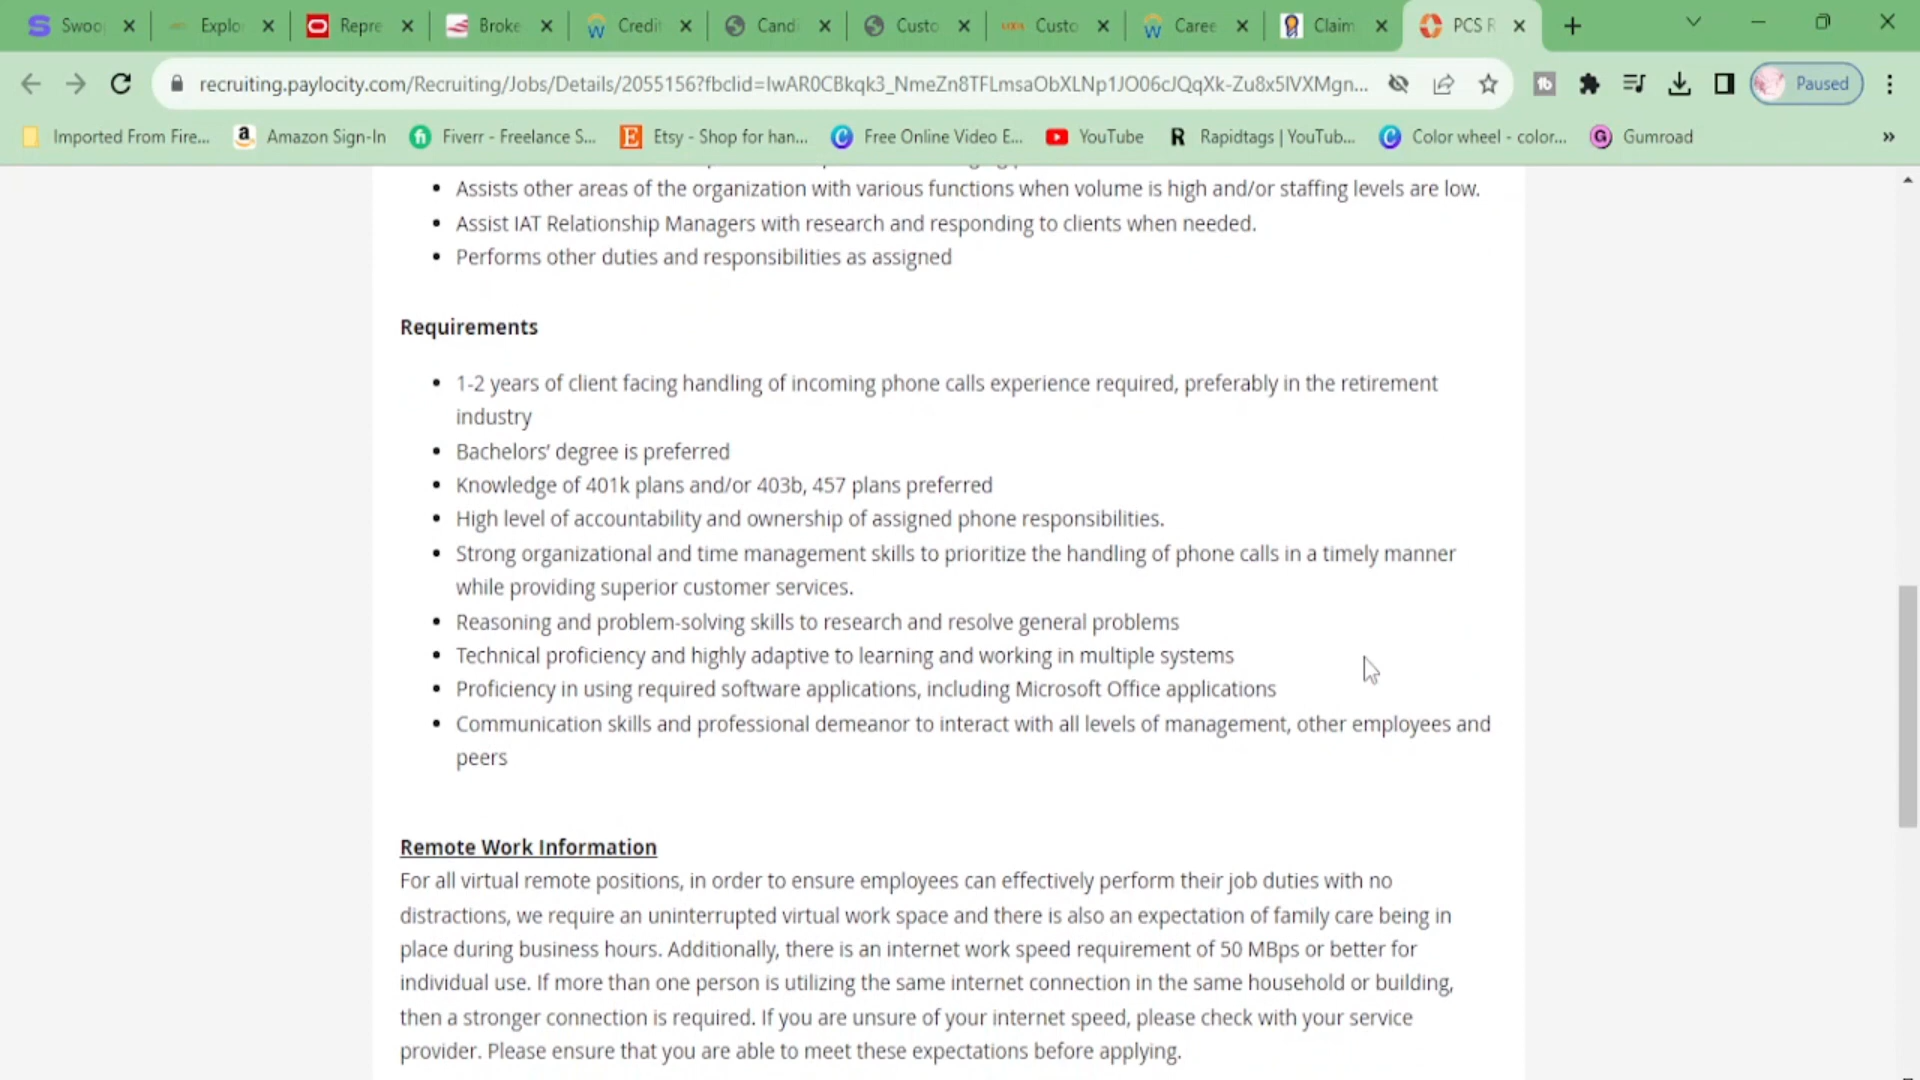 Swoo
Explo
Repre
Broke
Credit
Candi
Custo
Custo
Caree
Claim
PCS R
recruiting.paylocity.com/Recruiting/Jobs/Details/2055156?fbclid=IwAR0CBkqk3_NmeZn8TFLmsaObXLNp1JO06cJQqXk-Zu8x5IVXMgn...
Paused
Imported From Fire...
Amazon Sign-In
Fiverr - Freelance S...
Etsy - Shop for han...
Free Online Video E...
YouTube
Rapidtags | YouTub...
Color wheel - color...
Gumroad
»
• Assists other areas of the organization with various functions when volume is high and/or staffing levels are low.
• Assist IAT Relationship Managers with research and responding to clients when needed.
• Performs other duties and responsibilities as assigned
Requirements
• 1-2 years of client facing handling of incoming phone calls experience required, preferably in the retirement
industry
• Bachelors' degree is preferred
• Knowledge of 401k plans and/or 403b, 457 plans preferred
• High level of accountability and ownership of assigned phone responsibilities.
• Strong organizational and time management skills to prioritize the handling of phone calls in a timely manner
while providing superior customer services.
• Reasoning and problem-solving skills to research and resolve general problems
• Technical proficiency and highly adaptive to learning and working in multiple systems
• Proficiency in using required software applications, including Microsoft Office applications
• Communication skills and professional demeanor to interact with all levels of management, other employees and
peers
Remote Work Information
For all virtual remote positions, in order to ensure employees can effectively perform their job duties with no
distractions, we require an uninterrupted virtual work space and there is also an expectation of family care being in
place during business hours. Additionally, there is an internet work speed requirement of 50 MBps or better for
individual use. If more than one person is utilizing the same internet connection in the same household or building,
then a stronger connection is required. If you are unsure of your internet speed, please check with your service
provider. Please ensure that you are able to meet these expectations before applying.